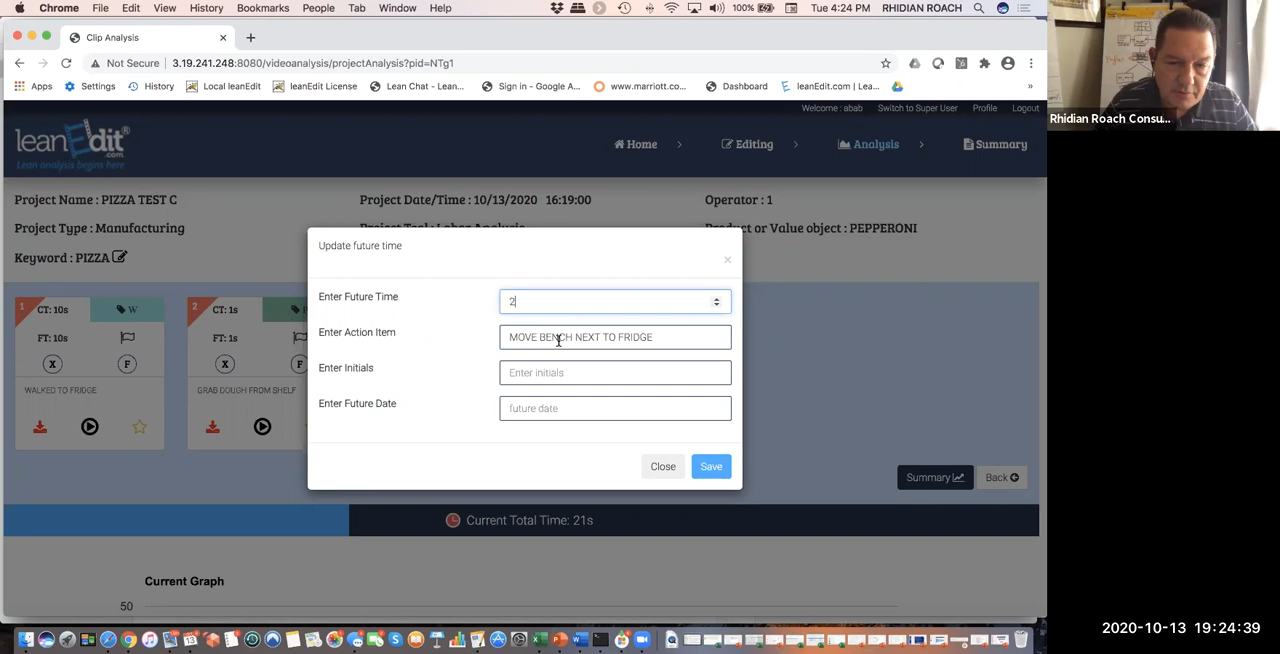 Chrome File Edit View History Bookmarks People Tab Window Help 100% Tue 4:24 PM RHIDIAN ROACH
Clip Analysis
Not Secure 3.19.241.248:8080/videoanalysis/projectAnalysis?pid=NTg1
Apps Settings History Local leanEdit leanEdit License Lean Chat - Lean... Sign in - Google A... www.marriott.co... Dashboard leanEdit.com | Lea... »
Welcome : abab Switch to Super User Profile Logout
leanEdit.com
Lean analysis begins here
Home Editing Analysis Summary
Project Name : PIZZA TEST C Project Date/Time : 10/13/2020 16:19:00 Operator : 1
Project Type : Manufacturing Project Tool : Labor Analysis Product or Value object : PEPPERONI
Keyword : PIZZA
Update future time
×
Enter Future Time 2
Enter Action Item MOVE BENCH NEXT TO FRIDGE
Enter Initials Enter initials
Enter Future Date future date
Close Save
1 CT: 10s W
FT: 10s
X F
WALKED TO FRIDGE
2 CT: 1s
FT: 1s
X F
GRAB DOUGH FROM SHELF
Summary Back
Current Total Time: 21s
Current Graph
50
Rhidian Roach Consu...
2020-10-13 19:24:39